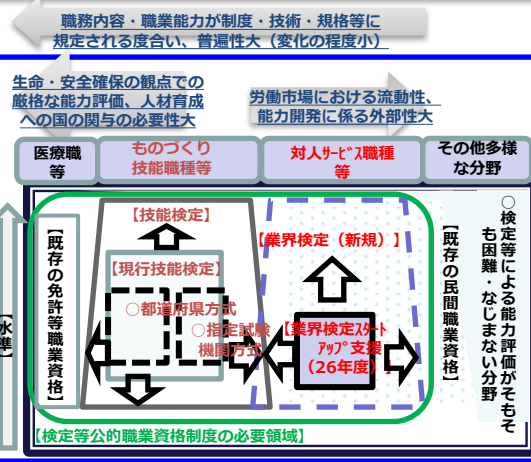 職務内容・職業能力が制度・技術・規格等に
規定される度合い、普遍性大（変化の程度小）
生命・安全確保の観点での
厳格な能力評価、人材育成
への国の関与の必要性大
労働市場における流動性、
能力開発に係る外部性大
医療職
等
ものづくり
技能職種等
対人ｻｰﾋﾞｽ職種
等
その他多様
な分野
【水準】
【既存の免許等職業資格】
【技能検定】
【現行技能検定】
○都道府県方式
○指定試験
機関方式
【業界検定（新規）】
【業界検定ｽﾀｰﾄ
ｱｯﾌﾟ支援
（26年度）】
【既存の民間職業資格】
○検定等による能力評価がそもそ
も困難・なじまない分野
【検定等公的職業資格制度の必要領域】